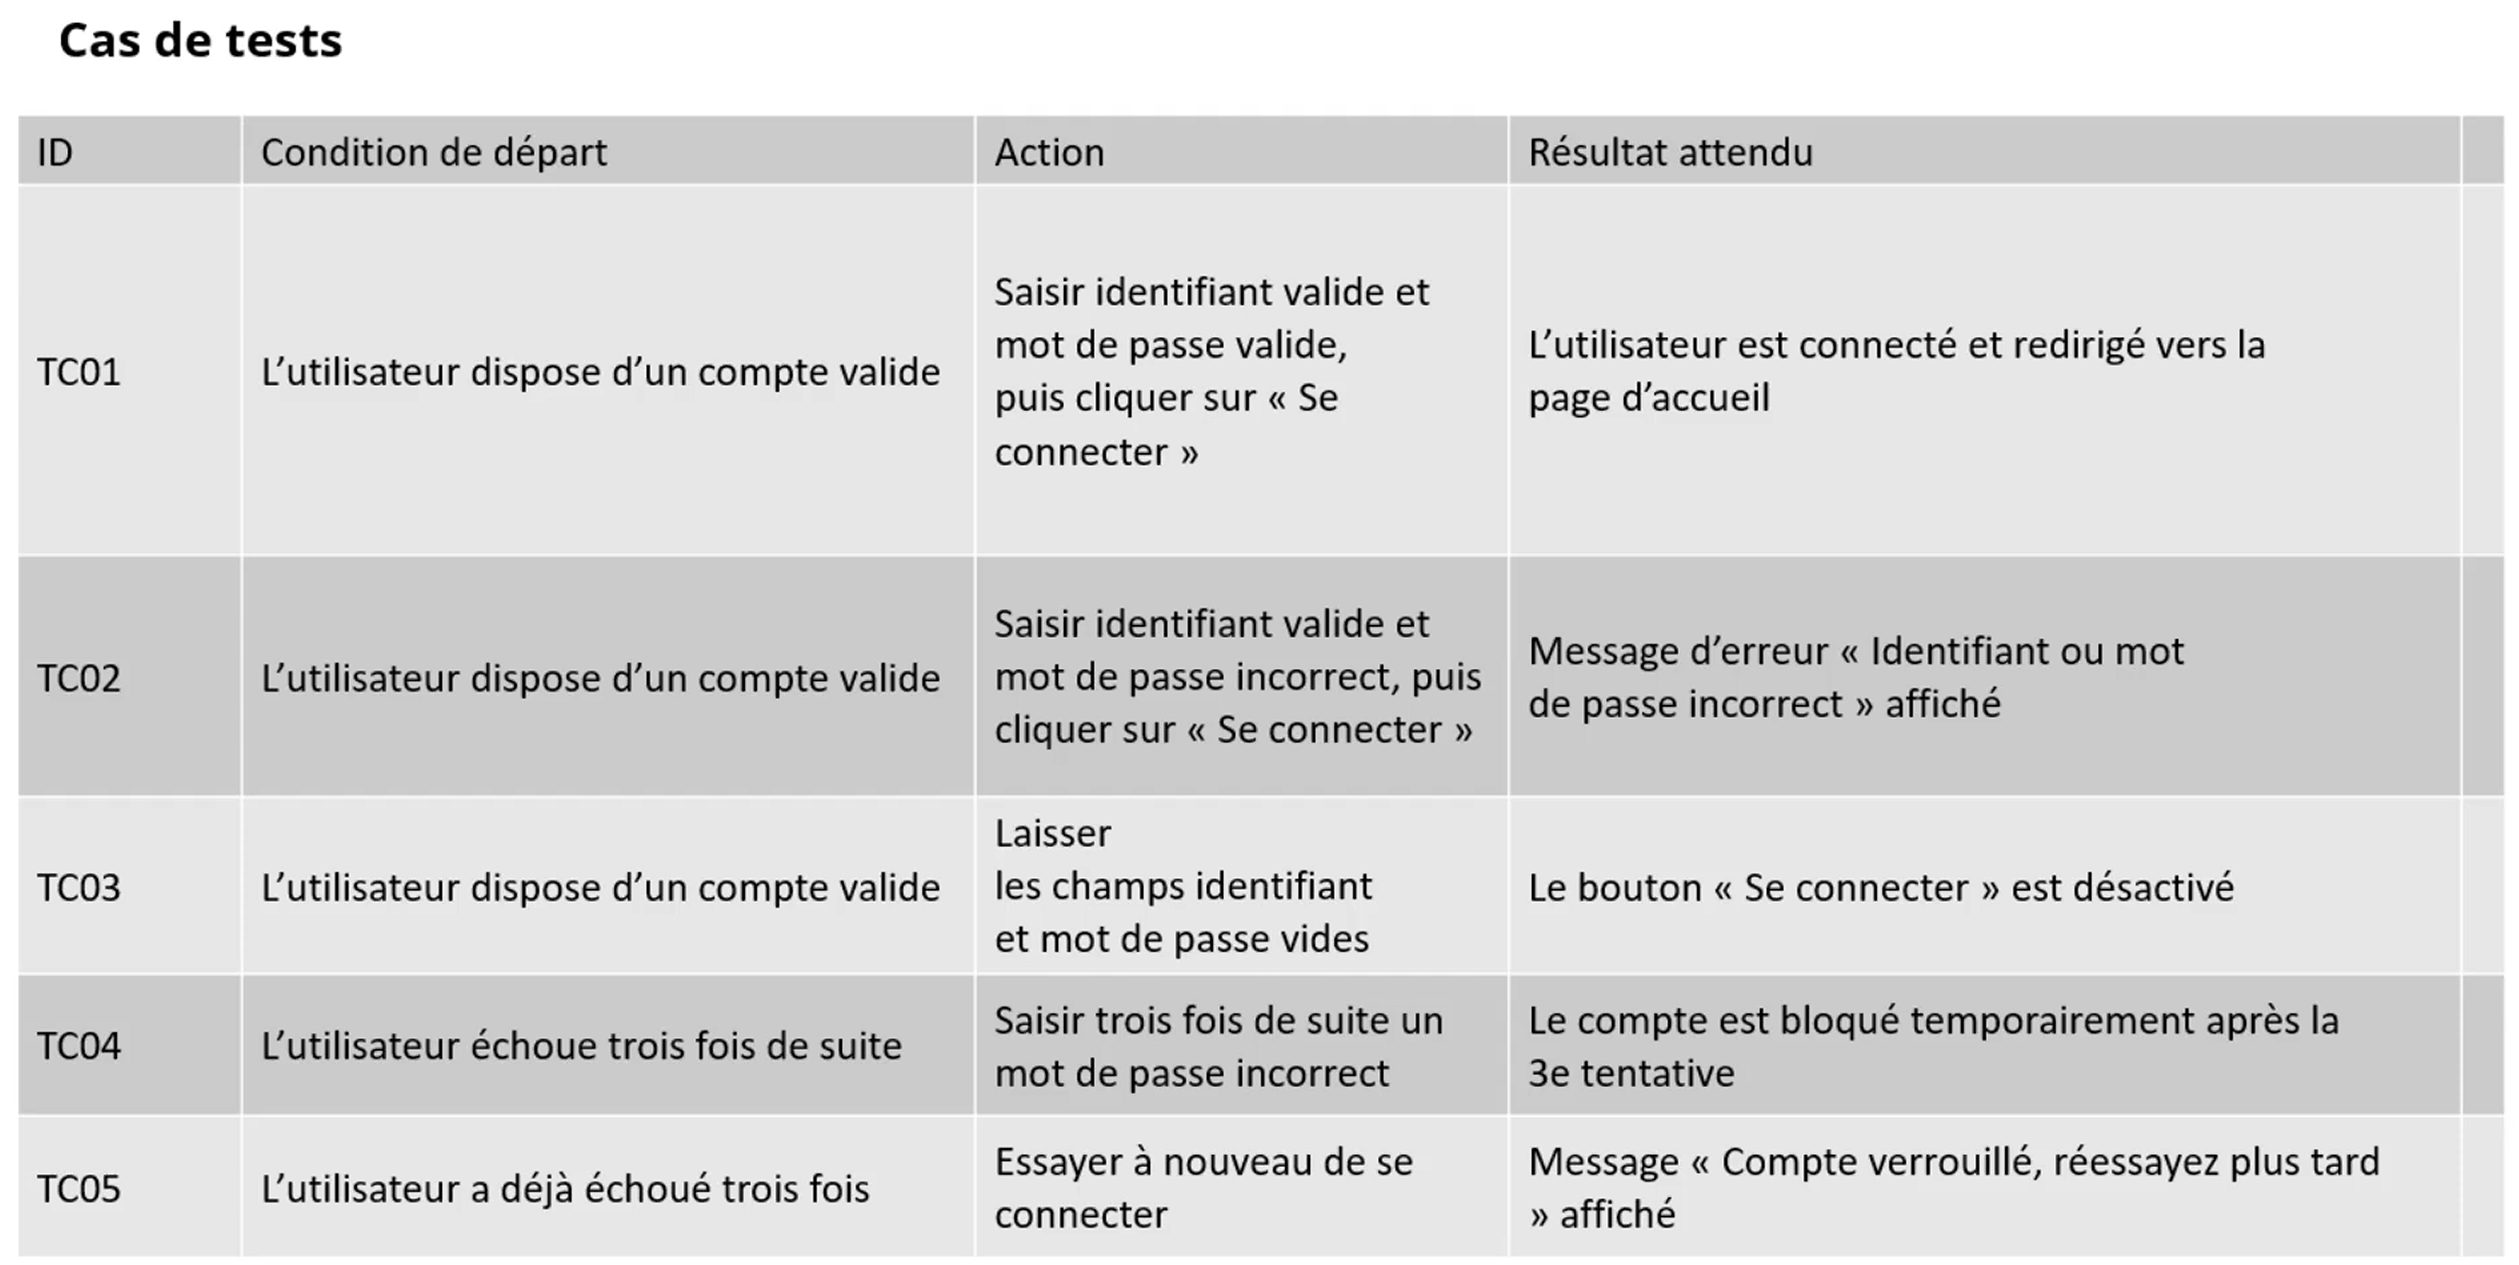 Cas de tests
ID
Condition de départ
Action
Résultat attendu
TC01
L’utilisateur dispose d’un compte valide
Saisir identifiant valide et
mot de passe valide,
puis cliquer sur « Se
connecter »
L’utilisateur est connecté et redirigé vers la
page d’accueil
TC02
L’utilisateur dispose d’un compte valide
Saisir identifiant valide et
mot de passe incorrect, puis
cliquer sur « Se connecter »
Message d’erreur « Identifiant ou mot
de passe incorrect » affiché
TC03
L’utilisateur dispose d’un compte valide
Laisser
les champs identifiant
et mot de passe vides
Le bouton « Se connecter » est désactivé
TC04
L’utilisateur échoue trois fois de suite
Saisir trois fois de suite un
mot de passe incorrect
Le compte est bloqué temporairement après la
3e tentative
TC05
L’utilisateur a déjà échoué trois fois
Essayer à nouveau de se
connecter
Message « Compte verrouillé, réessayez plus tard
» affiché